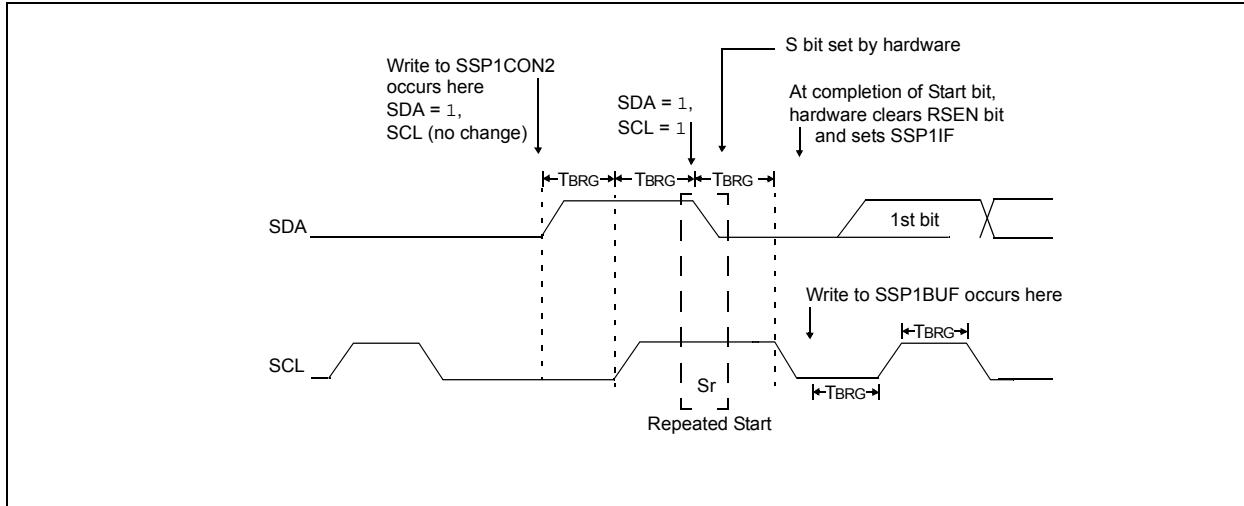 S bit set by hardware
Write to SSP1CON2
occurs here
SDA = 1,
SCL (no change)
SDA = 1,
SCL = 1
At completion of Start bit,
hardware clears RSEN bit
and sets SSP1IF
TBRG
TBRG
TBRG
SDA
1st bit
Write to SSP1BUF occurs here
TBRG
SCL
Sr
TBRG
Repeated Start